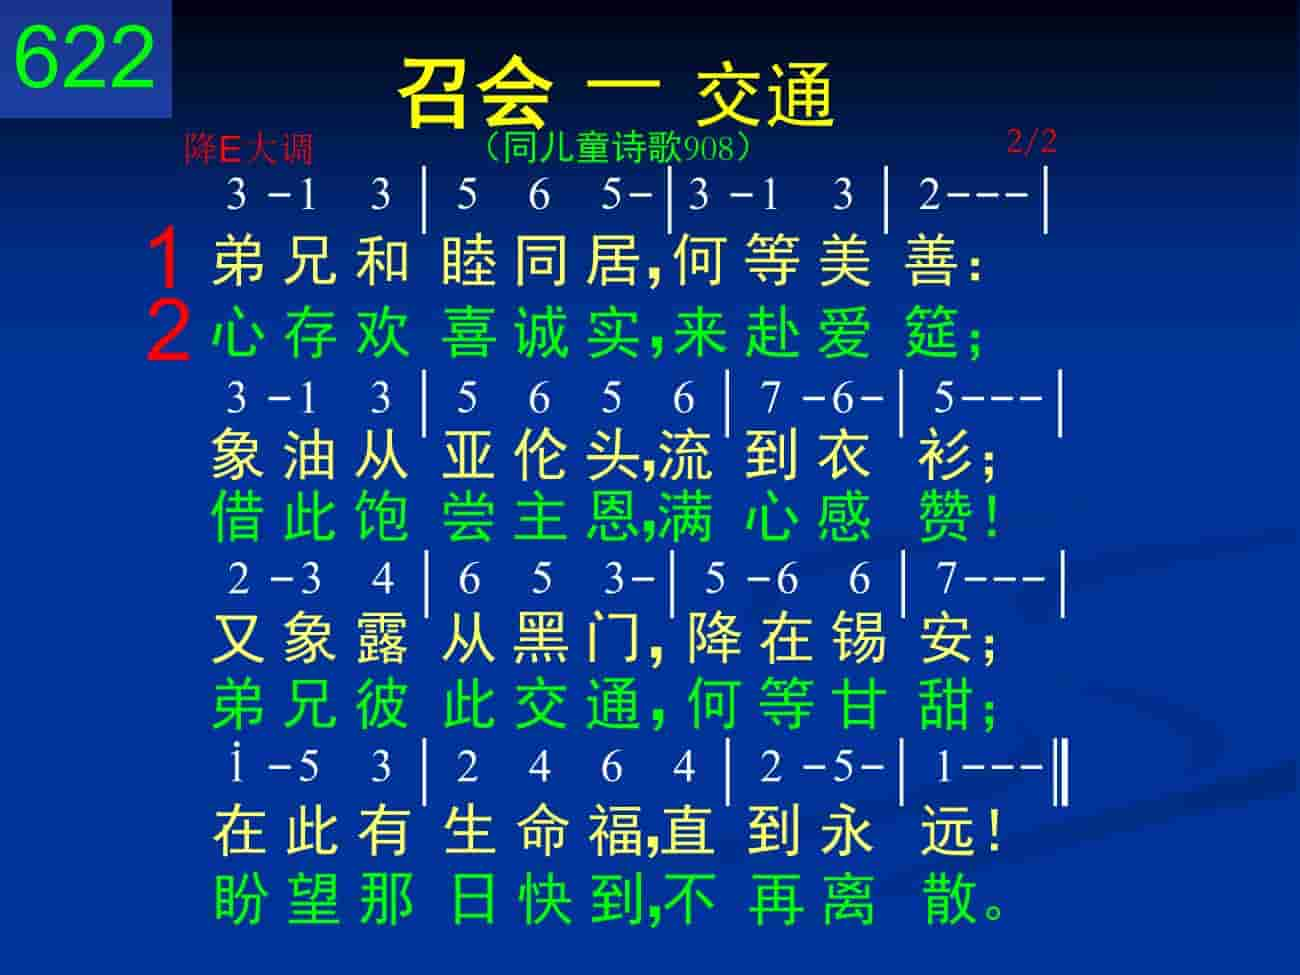 622
召会 一 交通
降E大调 （同儿童诗歌908） 2/2
3 -1 3 | 5 6 5- | 3 -1 3 | 2--- |
1 弟兄和睦同居,何等美善：
2 心存欢喜诚实,来赴爱筵；
3 -1 3 | 5 6 5 6 | 7 -6- | 5--- |
象油从亚伦头,流到衣衫；
借此饱尝主恩,满心感赞！
2 -3 4 | 6 5 3- | 5 -6 6 | 7--- |
又象露从黑门,降在锡安；
弟兄彼此交通,何等甘甜；
i -5 3 | 2 4 6 4 | 2 -5- | 1--- ‖
在此有生命福,直到永远！
盼望那日快到,不再离散。